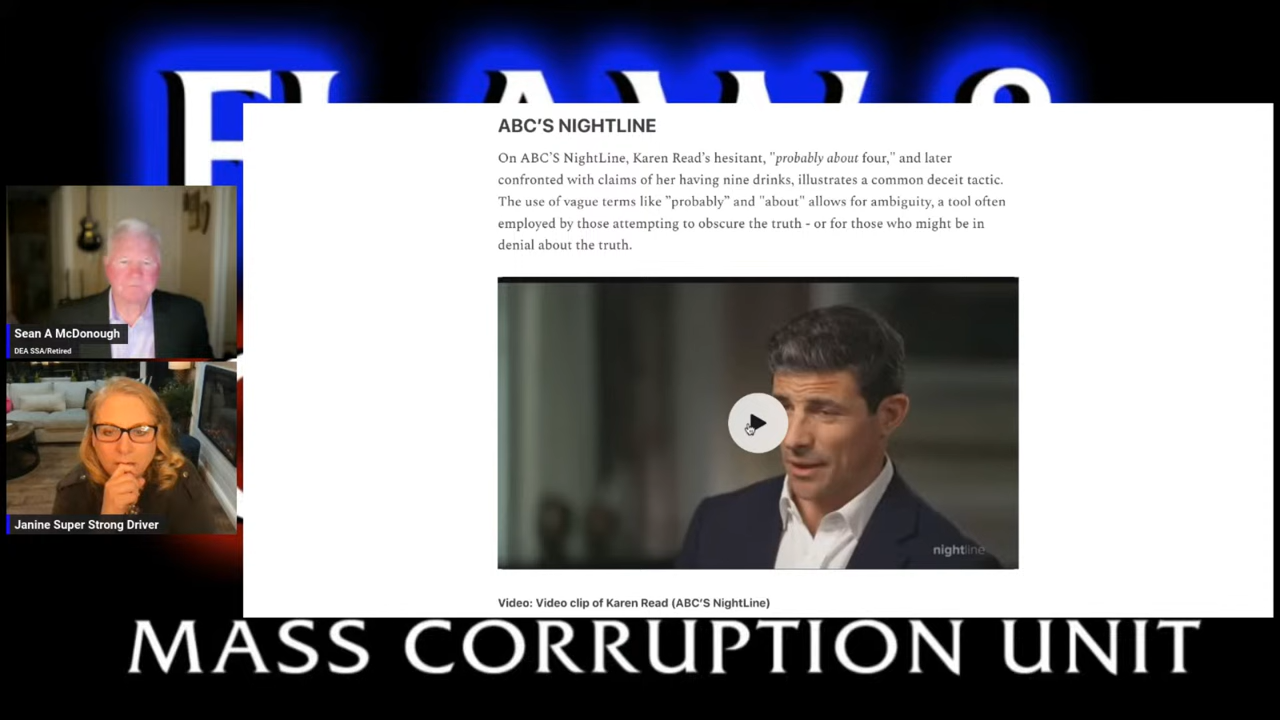 ABC'S NIGHTLINE
On ABC'S NightLine, Karen Read's hesitant, "probably about four," and later
confronted with claims of her having nine drinks, illustrates a common deceit tactic.
The use of vague terms like "probably” and "about" allows for ambiguity, a tool often
employed by those attempting to obscure the truth - or for those who might be in
denial about the truth.
Sean A McDonough
DEA SSA/Retired
Janine Super Strong Driver
nightline
Video: Video clip of Karen Read (ABC'S NightLine)
MASS CORRUPTION UNIT